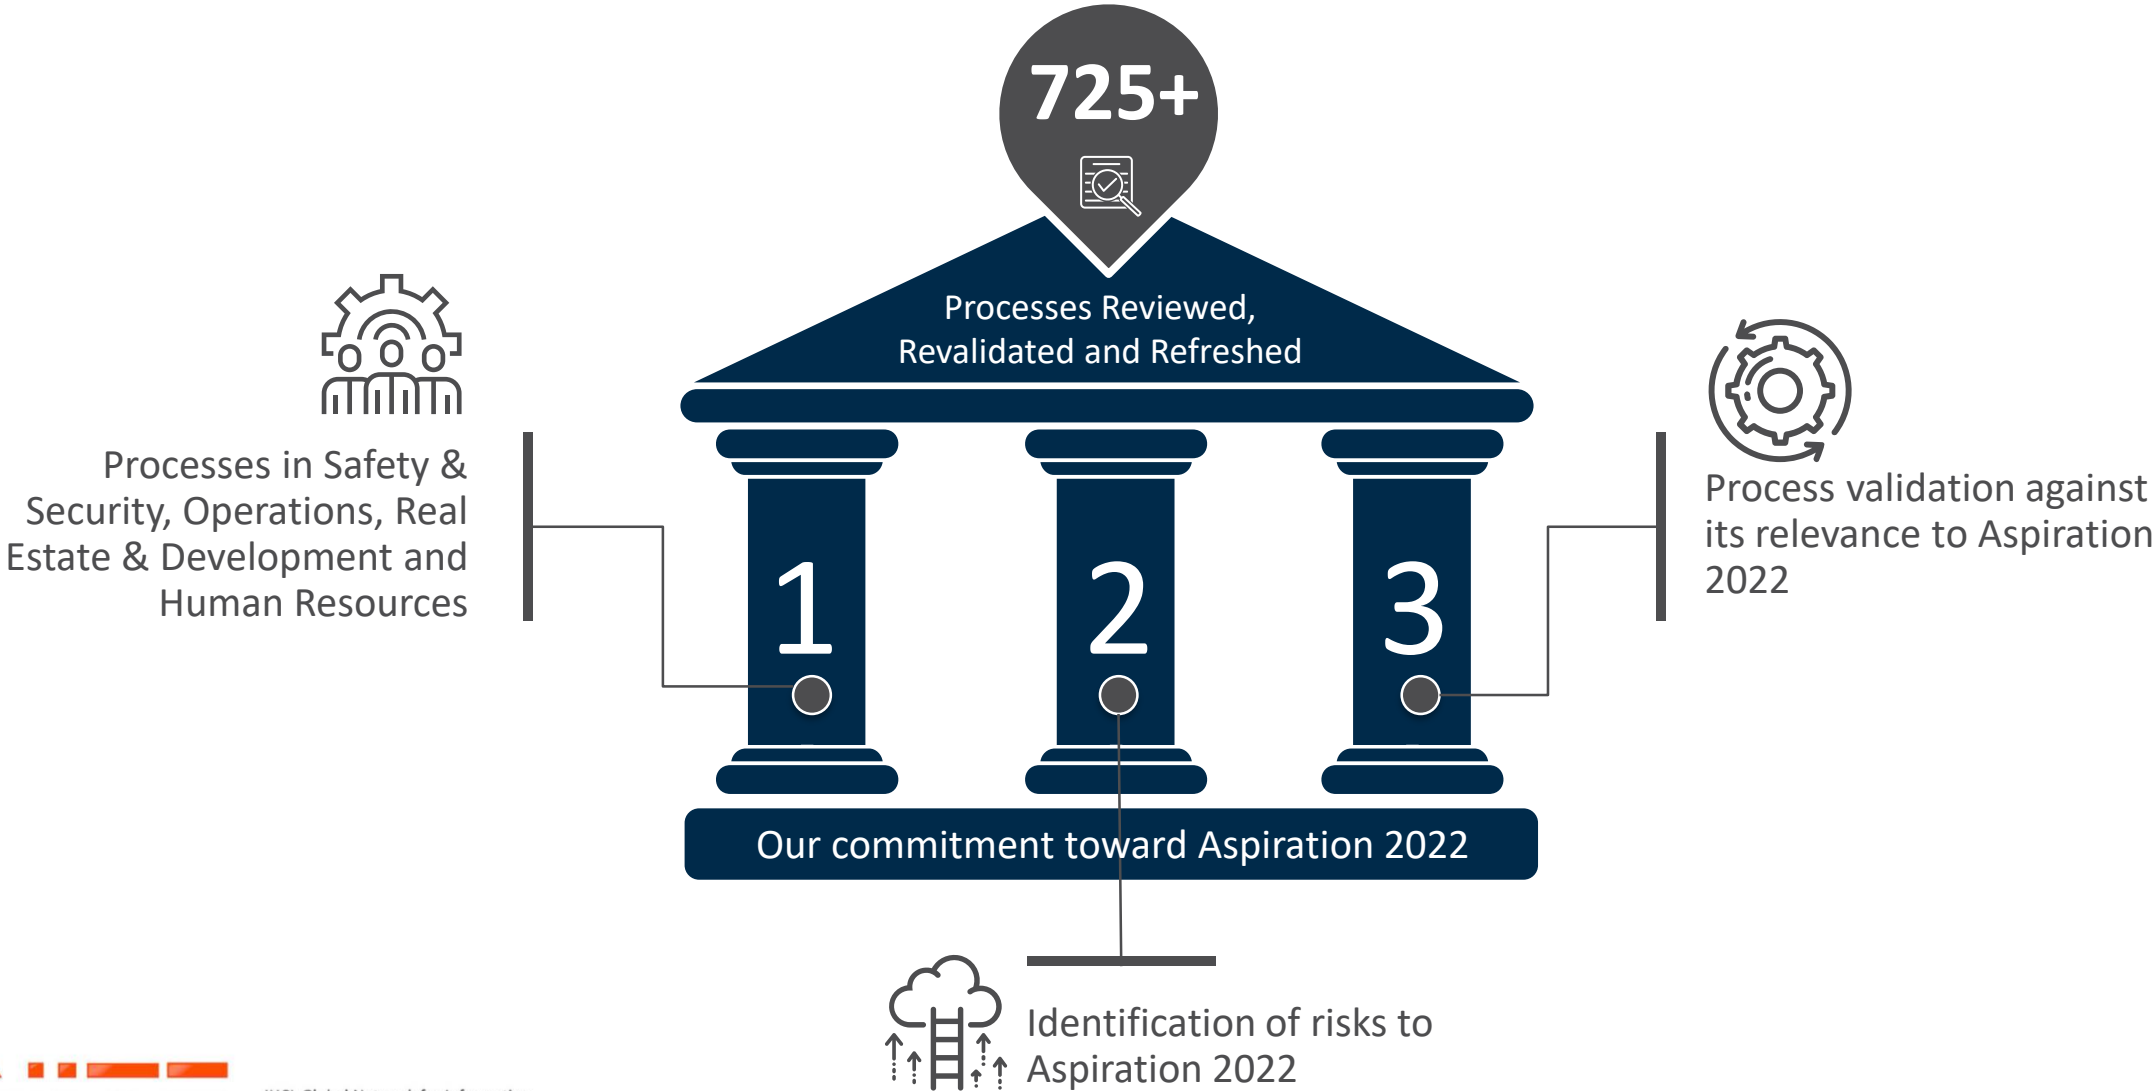 725+
Processes Reviewed,
Revalidated and Refreshed
Processes in Safety &
Security, Operations, Real
Estate & Development and
Human Resources
1
2
3
Process validation against
its relevance to Aspiration
2022
Our commitment toward Aspiration 2022
Identification of risks to
Aspiration 2022